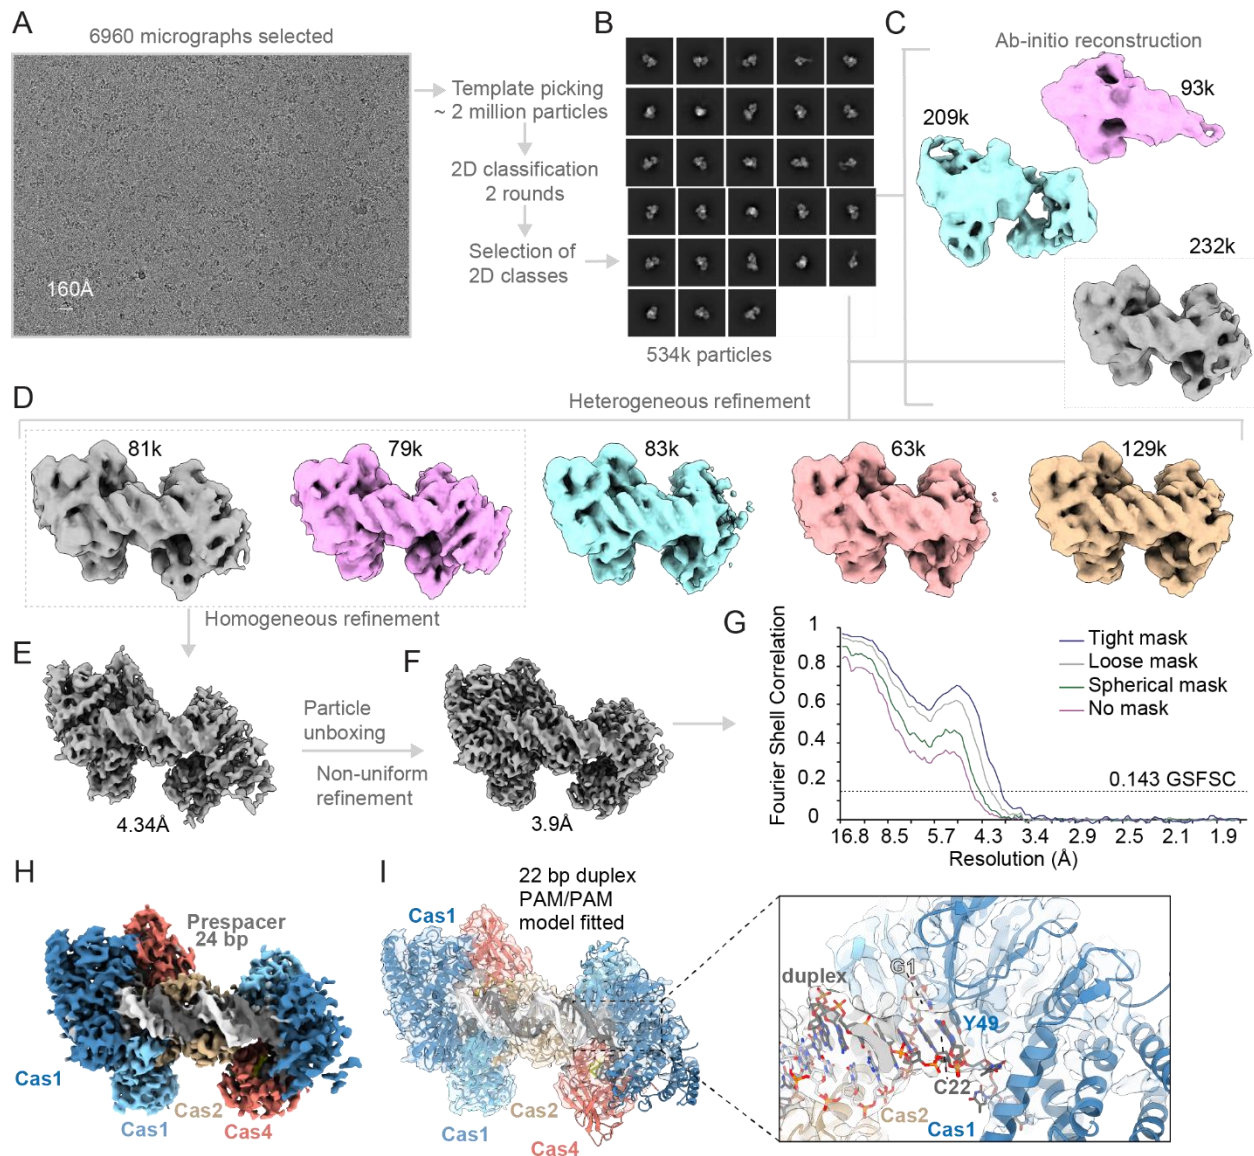 A
6960 micrographs selected
160Å
Template picking
~ 2 million particles
2D classification
2 rounds
Selection of
2D classes
B
534k particles
C
Ab-initio reconstruction
93k
209k
232k
D
Heterogeneous refinement
81k
79k
83k
63k
129k
Homogeneous refinement
E
4.34Å
Particle
unboxing
Non-uniform
refinement
F
3.9Å
G
Fourier Shell Correlation
1
0.8
0.6
0.4
0.2
0
Tight mask
Loose mask
Spherical mask
No mask
0.143 GSFSC
16.8 8.5 5.7 4.3 3.4 2.9 2.5 2.1 1.9
Resolution (Å)
H
Prespacer
24 bp
Cas1
Cas1
Cas2
Cas4
I
22 bp duplex
PAM/PAM
model fitted
Cas1
Cas2
Cas1
Cas4
duplex
G1
Y49
C22
Cas2
Cas1